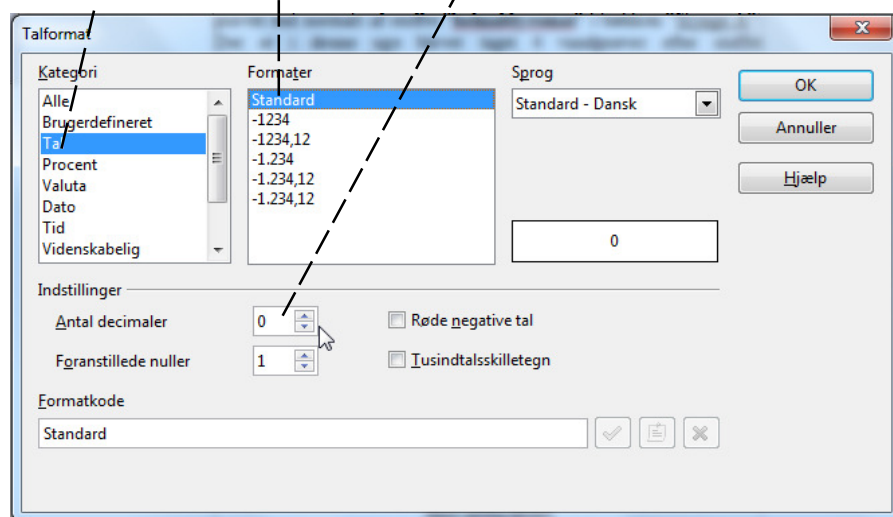 Talformat
Kategori
Alle
Brugerdefineret
Tal
Procent
Valuta
Dato
Tid
Videnskabelig
Formater
Standard
-1234
-1234,12
-1.234
-1.234,12
-1.234,12
Sprog
Standard - Dansk
0
OK
Annuller
Hjælp
Indstillinger
Antal decimaler 0
Røde negative tal
Foranstillede nuller 1
Tusindtalsskilletegn
Formatkode
Standard